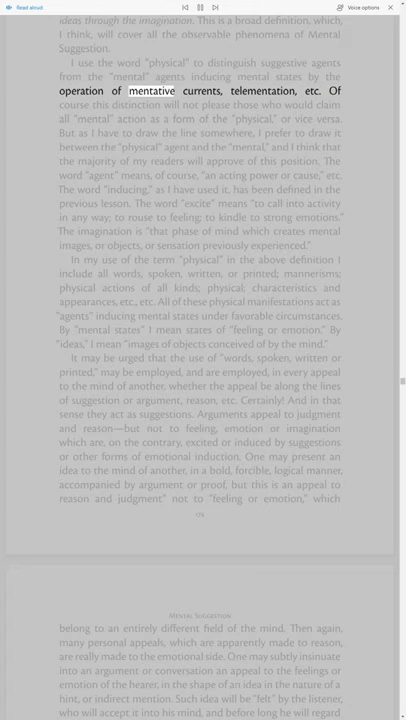 Read aloud
Voice options
ideas through the imagination. This is a broad definition, which,
I think, will cover all the observable phenomena of Mental
Suggestion.
I use the word “physical” to distinguish suggestive agents
from the “mental” agents inducing mental states by the
operation of mentative currents, telementation, etc. Of
course this distinction will not please those who would claim
all “mental” action as a form of the “physical,” or vice versa.
But as I have to draw the line somewhere, I prefer to draw it
between the “physical” agent and the “mental,” and I think that
the majority of my readers will approve of this position. The
word “agent” means, of course, “an acting power or cause,” etc.
The word “inducing,” as I have used it, has been defined in the
previous lesson. The word “excite” means “to call into activity
in any way; to rouse to feeling; to kindle to strong emotions.”
The imagination is “that phase of mind which creates mental
images, or objects, or sensation previously experienced.”
In my use of the term “physical” in the above definition I
include all words, spoken, written, or printed; mannerisms;
physical actions of all kinds; physical; characteristics and
appearances, etc., etc. All of these physical manifestations act as
“agents” inducing mental states under favorable circumstances.
By “mental states” I mean states of “feeling or emotion.” By
“ideas,” I mean “images of objects conceived of by the mind.”
It may be urged that the use of “words, spoken, written or
printed,” may be employed, and are employed, in every appeal
to the mind of another, whether the appeal be along the lines
of suggestion or argument, reason, etc. Certainly! And in that
sense they act as suggestions. Arguments appeal to judgment
and reason—but not to feeling, emotion or imagination
which are, on the contrary, excited or induced by suggestions
or other forms of emotional induction. One may present an
idea to the mind of another, in a bold, forcible, logical manner,
accompanied by argument or proof, but this is an appeal to
reason and judgment” not to “feeling or emotion,” which
Mental Suggestion
belong to an entirely different field of the mind. Then again,
many personal appeals, which are apparently made to reason,
are really made to the emotional side. One may subtly insinuate
into an argument or conversation an appeal to the feelings or
emotion of the hearer, in the shape of an idea in the nature of a
hint, or indirect mention. Such idea will be “felt” by the listener,
who will accept it into his mind, and before long he will regard